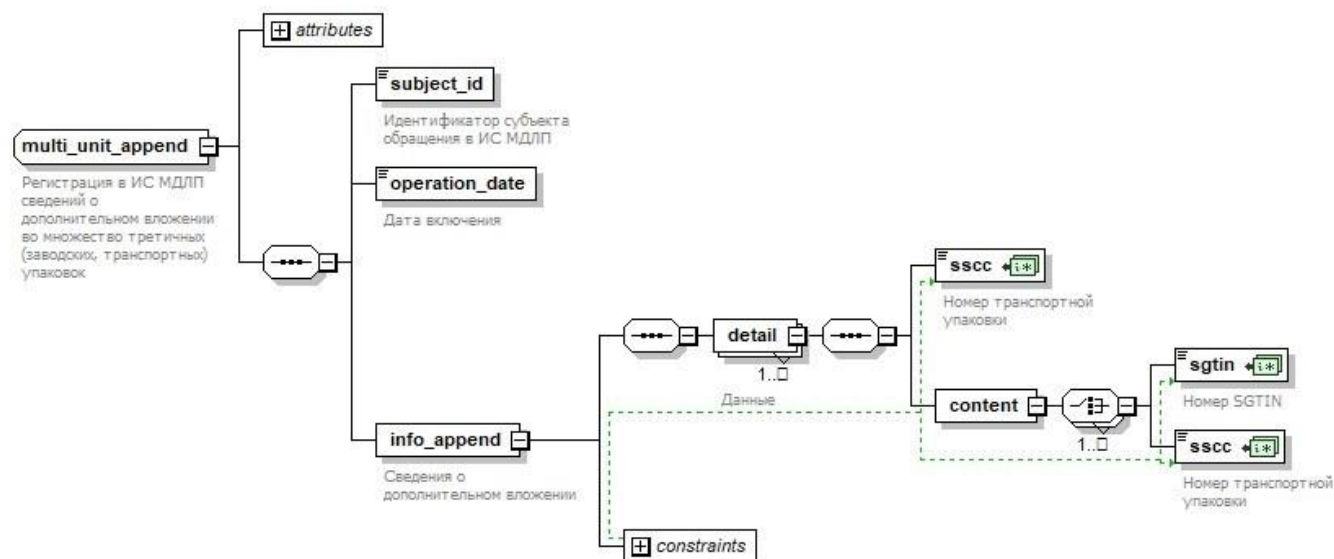 attributes
subject_id
Идентификатор субъекта
обращения в ИС МДЛП
multi_unit_append
Регистрация в ИС МДЛП
сведений о
дополнительном вложении
во множество третичных
(заводских, транспортных)
упаковок
operation_date
Дата включения
sscc
Номер транспортной
упаковки
detail
1..□
Данные
content
1..□
sgtin
Номер SGTIN
sscc
Номер транспортной
упаковки
info_append
Сведения о
дополнительном вложении
constraints